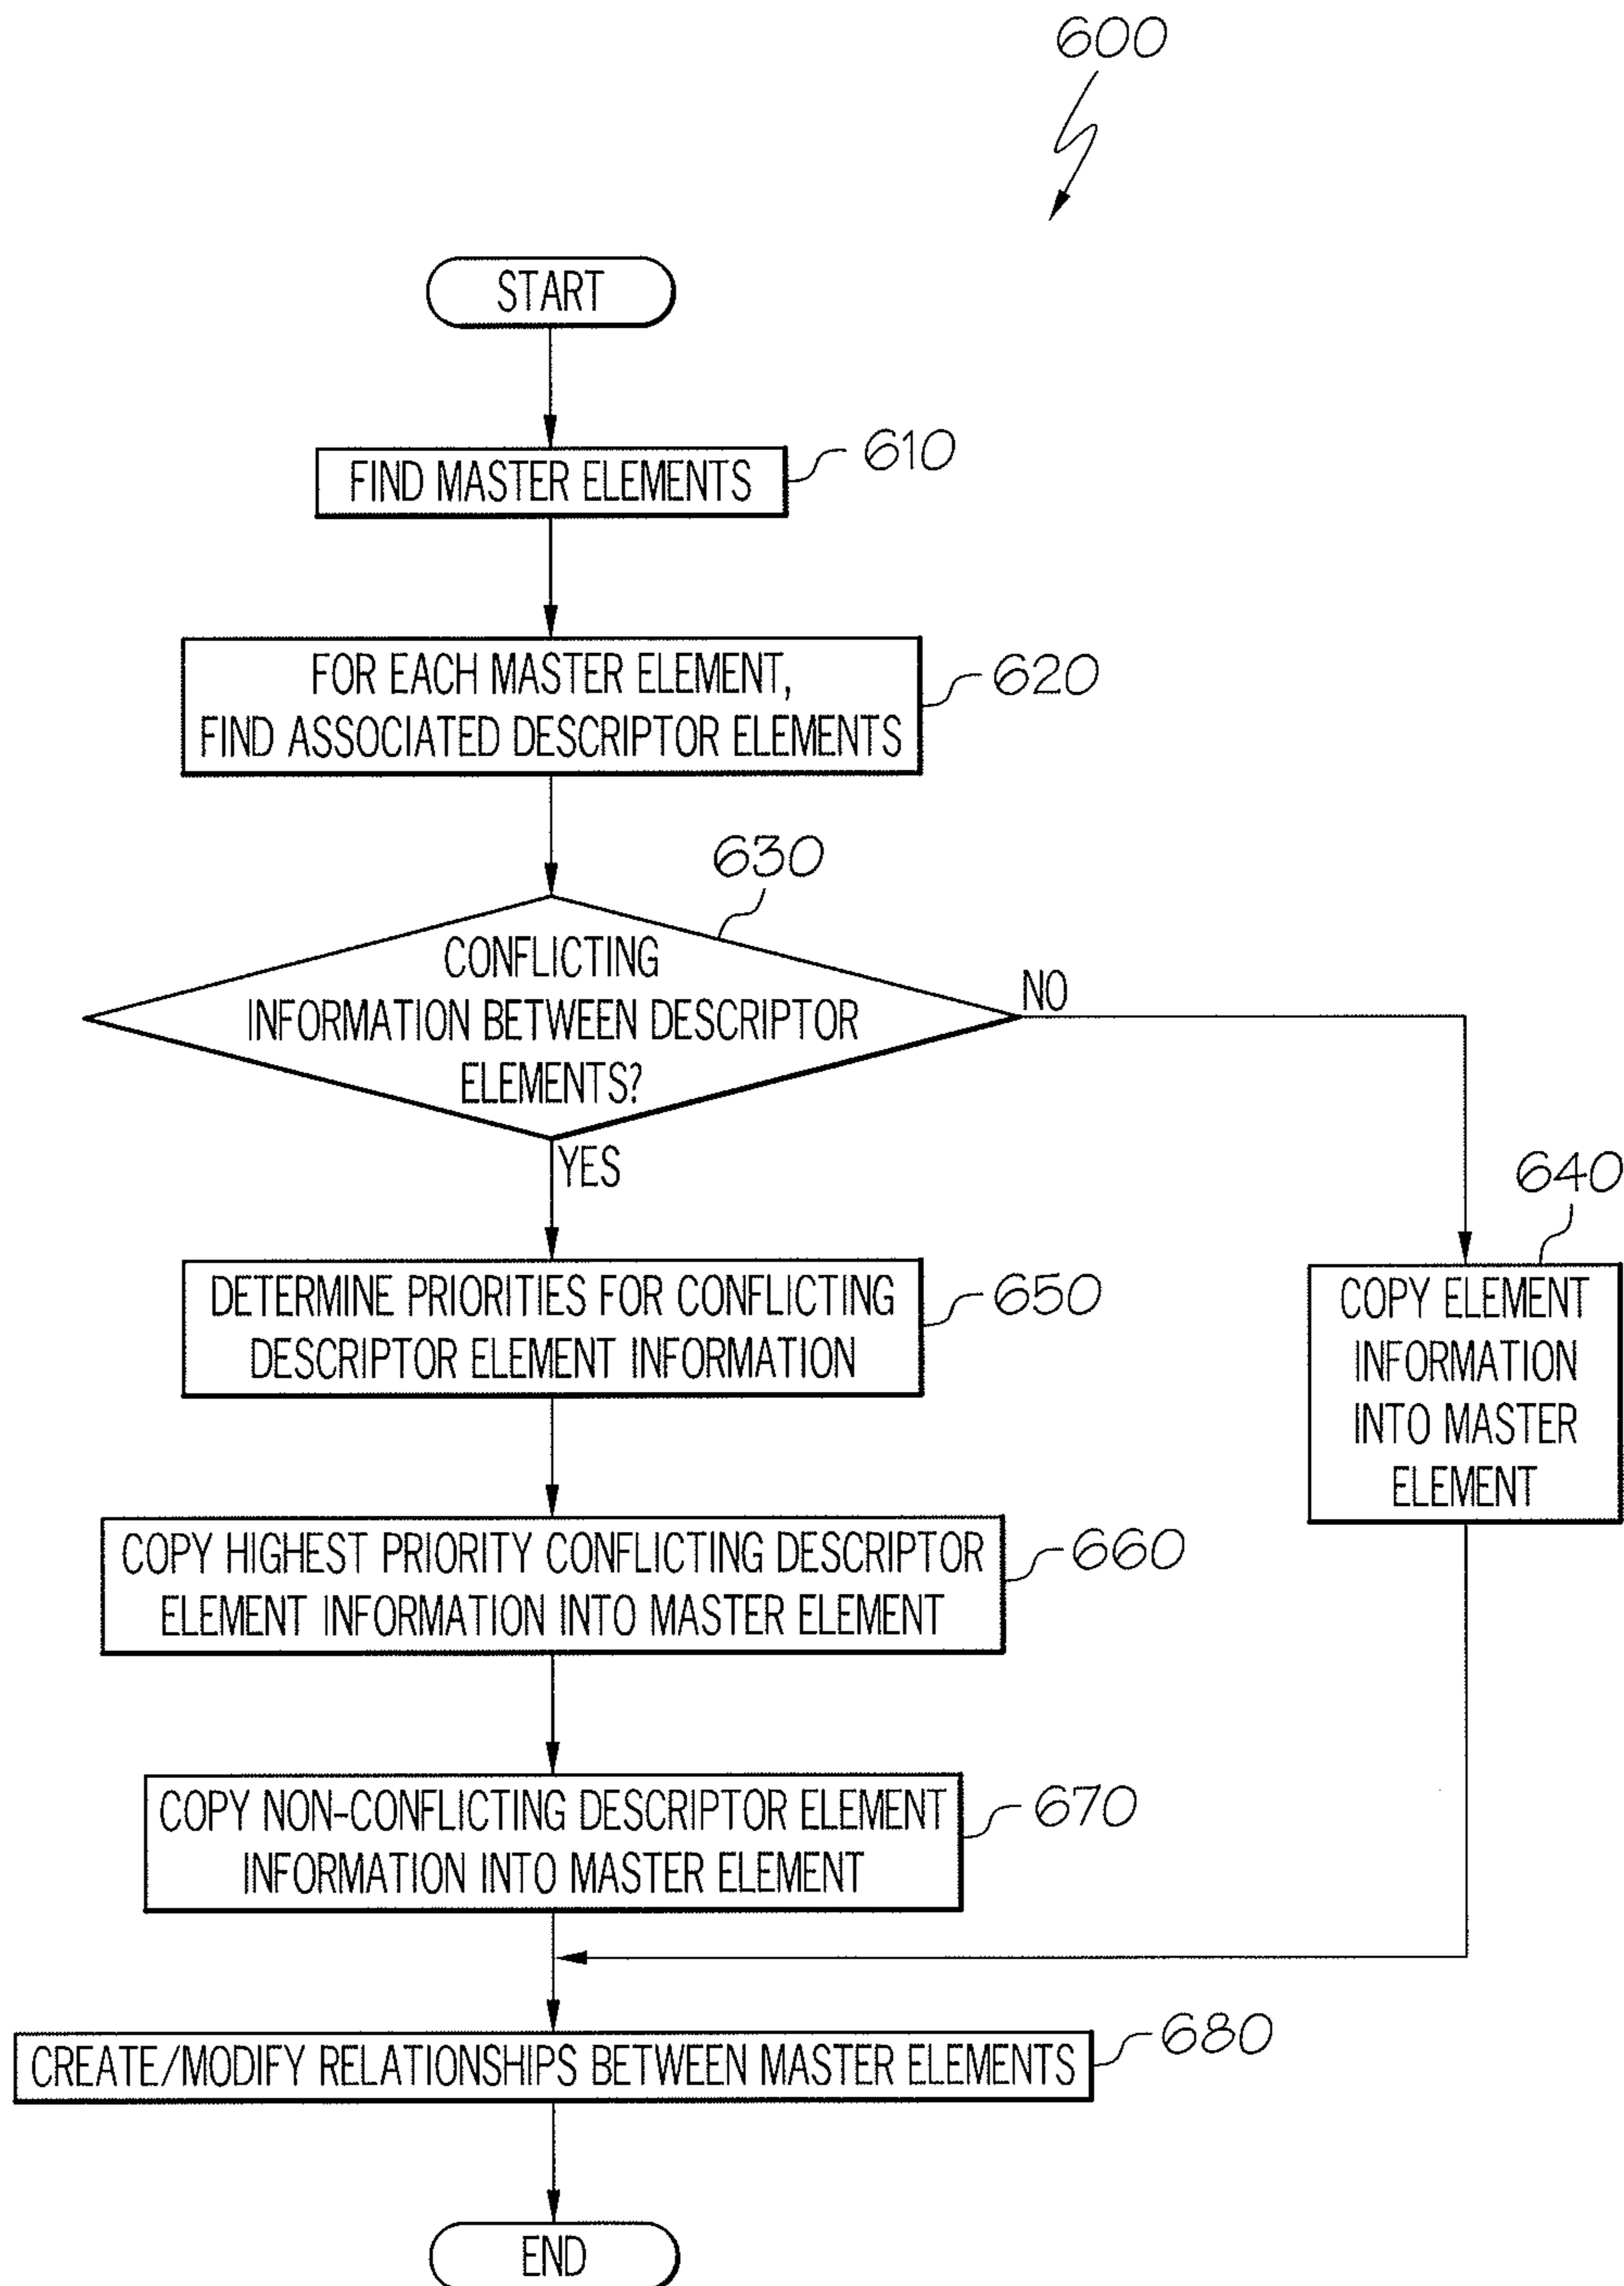 600
START
FIND MASTER ELEMENTS
610
FOR EACH MASTER ELEMENT,
FIND ASSOCIATED DESCRIPTOR ELEMENTS
620
630
CONFLICTING
INFORMATION BETWEEN DESCRIPTOR
ELEMENTS?
NO
YES
640
COPY ELEMENT
INFORMATION
INTO MASTER
ELEMENT
DETERMINE PRIORITIES FOR CONFLICTING
DESCRIPTOR ELEMENT INFORMATION
650
COPY HIGHEST PRIORITY CONFLICTING DESCRIPTOR
ELEMENT INFORMATION INTO MASTER ELEMENT
660
COPY NON-CONFLICTING DESCRIPTOR ELEMENT
INFORMATION INTO MASTER ELEMENT
670
CREATE/MODIFY RELATIONSHIPS BETWEEN MASTER ELEMENTS
680
END